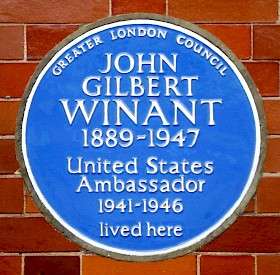 GREATER LONDON COUNCIL
JOHN
GILBERT
WINANT
1889-1947
United States
Ambassador
1941-1946
lived here